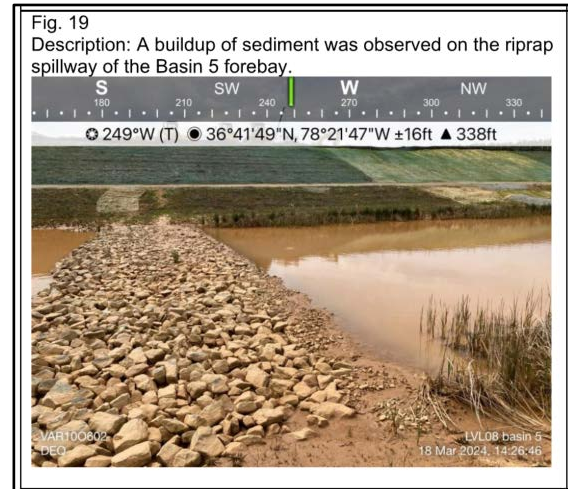 Fig. 19
Description: A buildup of sediment was observed on the riprap
spillway of the Basin 5 forebay.
S SW W NW
180 210 240 270 300 330
249°W (T) 36°41'49"N, 78°21'47"W ±16ft ▲ 338ft
VAR10O602
DEQ
LVL08 basin 5
18 Mar 2024, 14:26:46